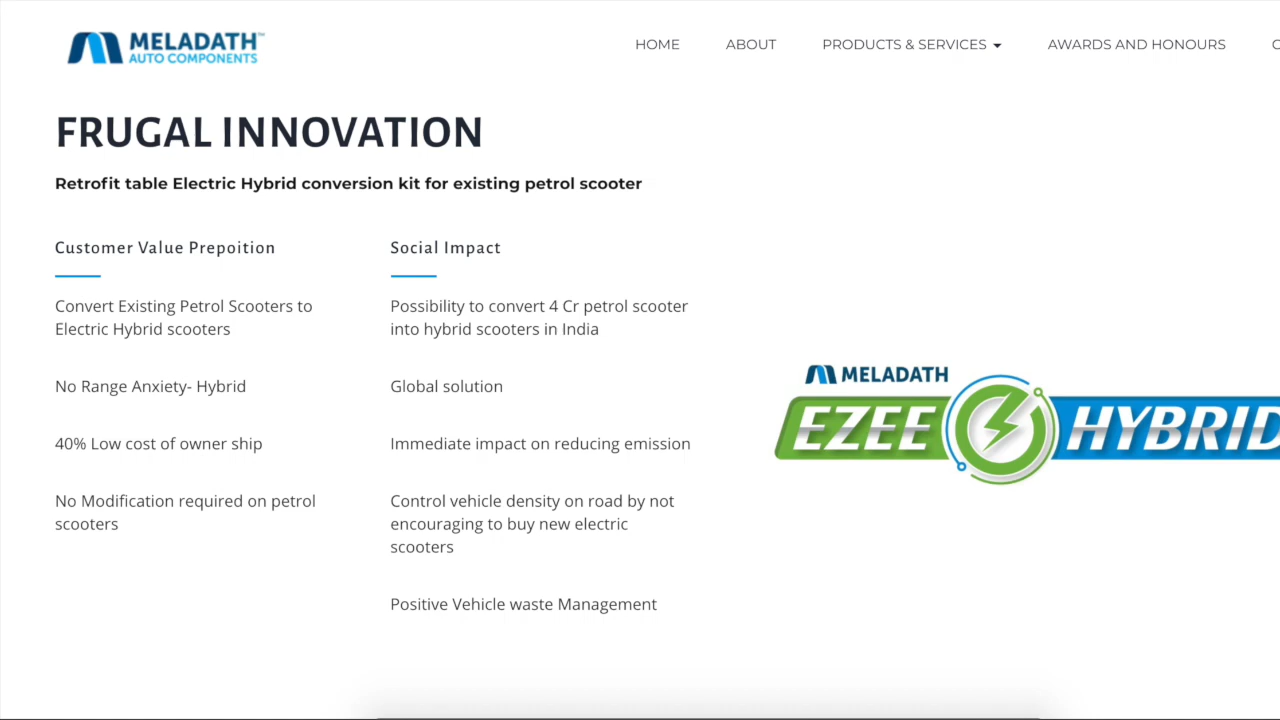 MELADATH™
AUTO COMPONENTS
HOME ABOUT PRODUCTS & SERVICES AWARDS AND HONOURS
FRUGAL INNOVATION
Retrofit table Electric Hybrid conversion kit for existing petrol scooter
Customer Value Prepoition
Convert Existing Petrol Scooters to
Electric Hybrid scooters
No Range Anxiety- Hybrid
40% Low cost of owner ship
No Modification required on petrol
scooters
Social Impact
Possibility to convert 4 Cr petrol scooter
into hybrid scooters in India
Global solution
Immediate impact on reducing emission
Control vehicle density on road by not
encouraging to buy new electric
scooters
Positive Vehicle waste Management
MELADATH
EZEE HYBRID